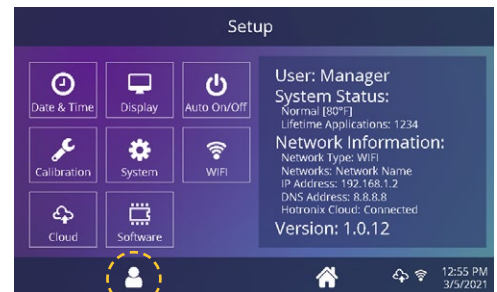 Setup
Date & Time
Display
Auto On/Off
Calibration
System
WIFI
Cloud
Software
User: Manager
System Status:
Normal [80°F]
Lifetime Applications: 1234
Network Information:
Network Type: WIFI
Networks: Network Name
IP Address: 192.168.1.2
DNS Address: 8.8.8.8
Hotronix Cloud: Connected
Version: 1.0.12
12:55 PM
3/5/2021